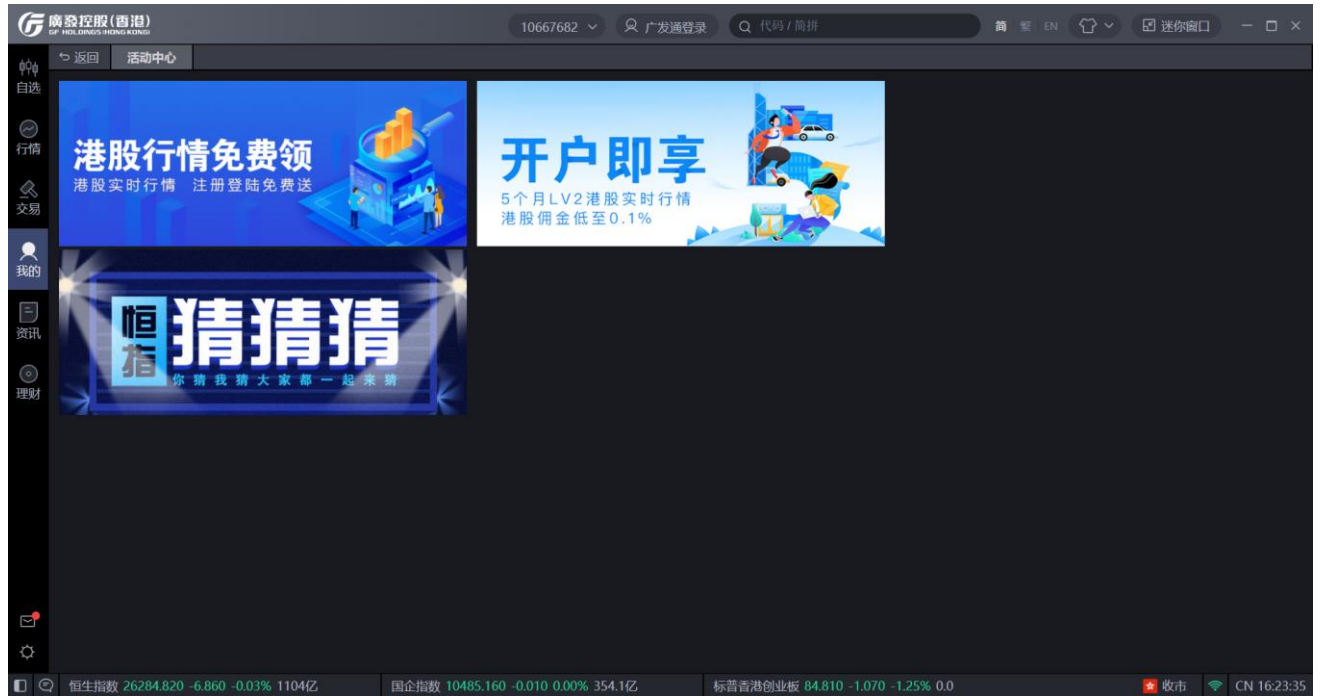 廣發控股(香港)
GF HOLDINGS (HONG KONG)
10667682
广发通登录
代码 / 简拼
简 繁 EN
迷你窗口
返回
活动中心
自选
行情
交易
我的
资讯
理财
港股行情免费领
港股实时行情 注册登陆免费送
开户即享
5个月LV2港股实时行情
港股佣金低至0.1%
恒指
猜猜猜
你猜我猜大家都一起来猜
恒生指数 26284.820 -6.860 -0.03% 1104亿
国企指数 10485.160 -0.010 0.00% 354.1亿
标普香港创业板 84.810 -1.070 -1.25% 0.0
收市
CN 16:23:35